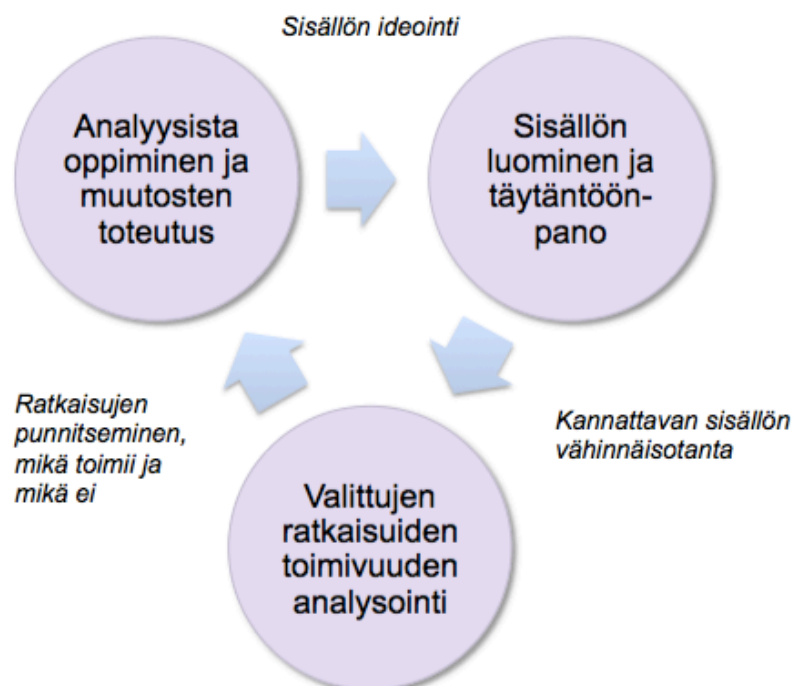 Sisällön ideointi
Analyysista
oppiminen ja
muutosten
toteutus
Sisällön
luominen ja
täytäntöön-
pano
Ratkaisujen
punnitseminen,
mikä toimii ja
mikä ei
Kannattavan sisällön
vähinnäisotanta
Valittujen
ratkaisuiden
toimivuuden
analysointi